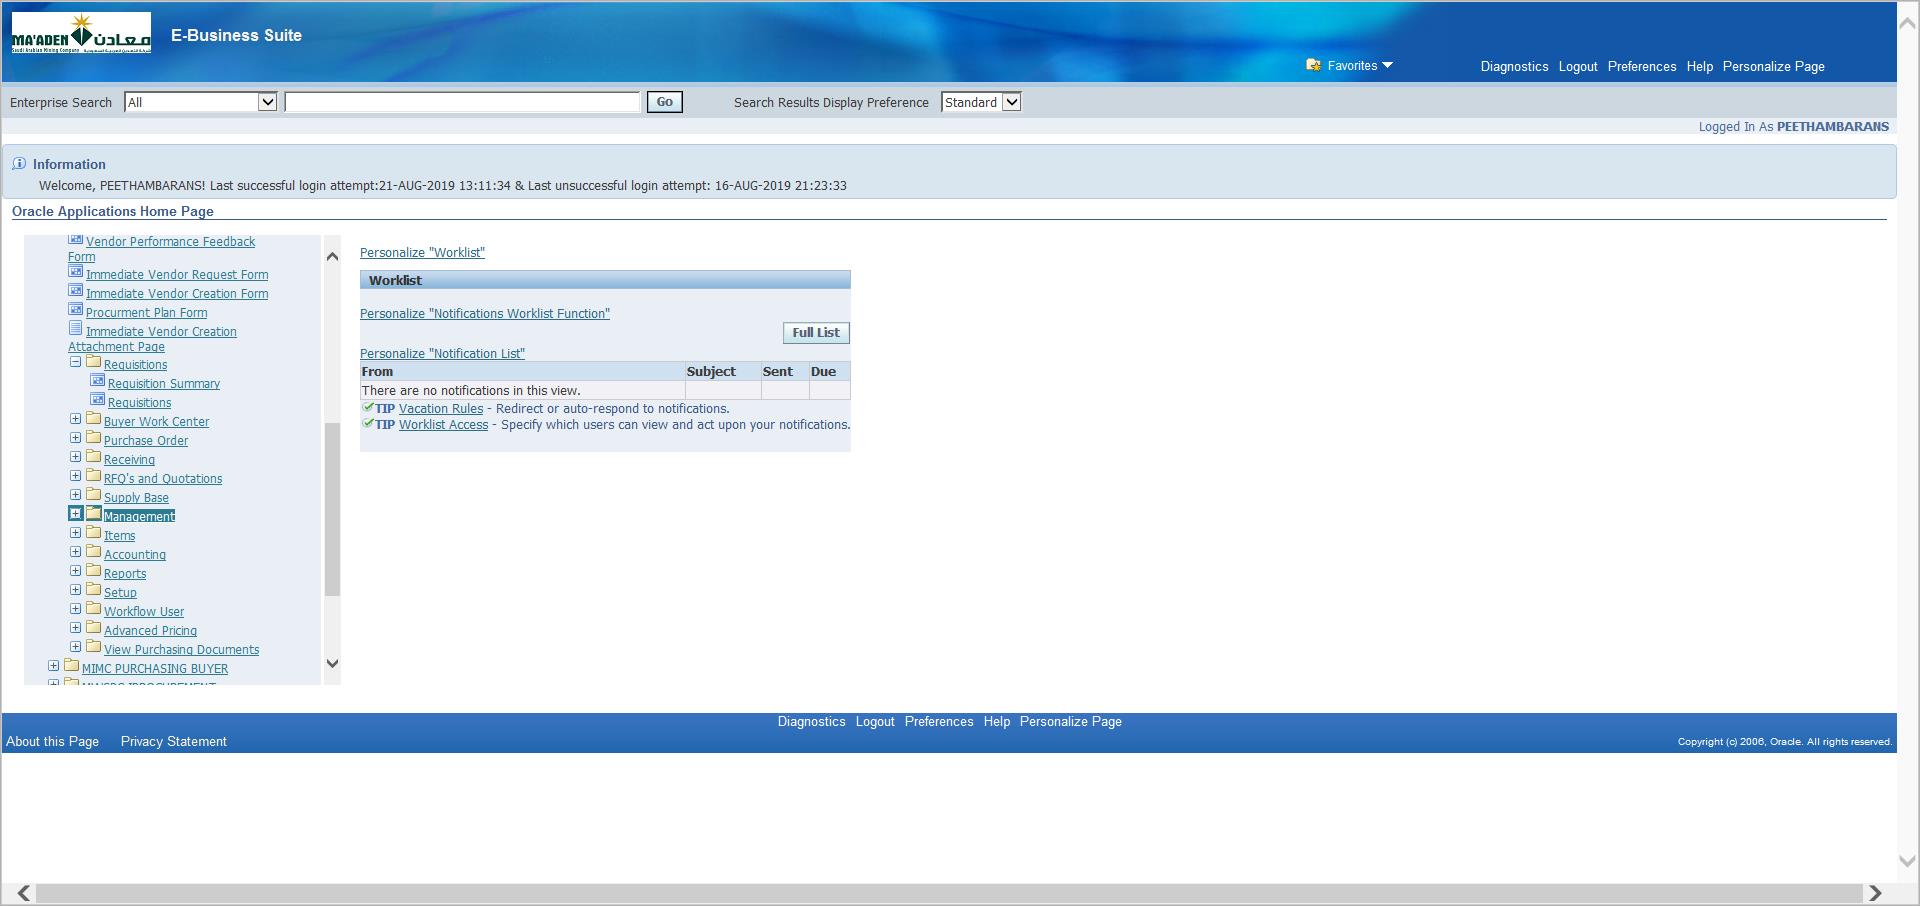 MA'ADEN معادن
Saudi Arabian Mining Company
E-Business Suite
Favorites
Diagnostics Logout Preferences Help Personalize Page
Enterprise Search All Go Search Results Display Preference Standard
Logged In As PEETHAMBARANS
Information
Welcome, PEETHAMBARANS! Last successful login attempt:21-AUG-2019 13:11:34 & Last unsuccessful login attempt: 16-AUG-2019 21:23:33
Oracle Applications Home Page
Vendor Performance Feedback
Form
Immediate Vendor Request Form
Immediate Vendor Creation Form
Procurment Plan Form
Immediate Vendor Creation
Attachment Page
Requisitions
Requisition Summary
Requisitions
Buyer Work Center
Purchase Order
Receiving
RFQ's and Quotations
Supply Base
Management
Items
Accounting
Reports
Setup
Workflow User
Advanced Pricing
View Purchasing Documents
MIMC PURCHASING BUYER
Personalize "Worklist"
Worklist
Personalize "Notifications Worklist Function"
Full List
Personalize "Notification List"
From Subject Sent Due
There are no notifications in this view.
TIP Vacation Rules - Redirect or auto-respond to notifications.
TIP Worklist Access - Specify which users can view and act upon your notifications.
Diagnostics Logout Preferences Help Personalize Page
About this Page Privacy Statement
Copyright (c) 2006, Oracle. All rights reserved.